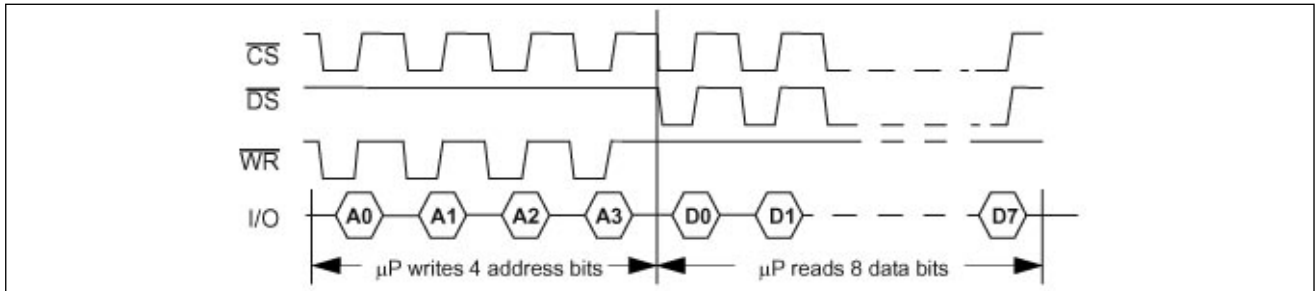 CS
DS
WR
I/O A0 A1 A2 A3 D0 D1 D7
μP writes 4 address bits μP reads 8 data bits